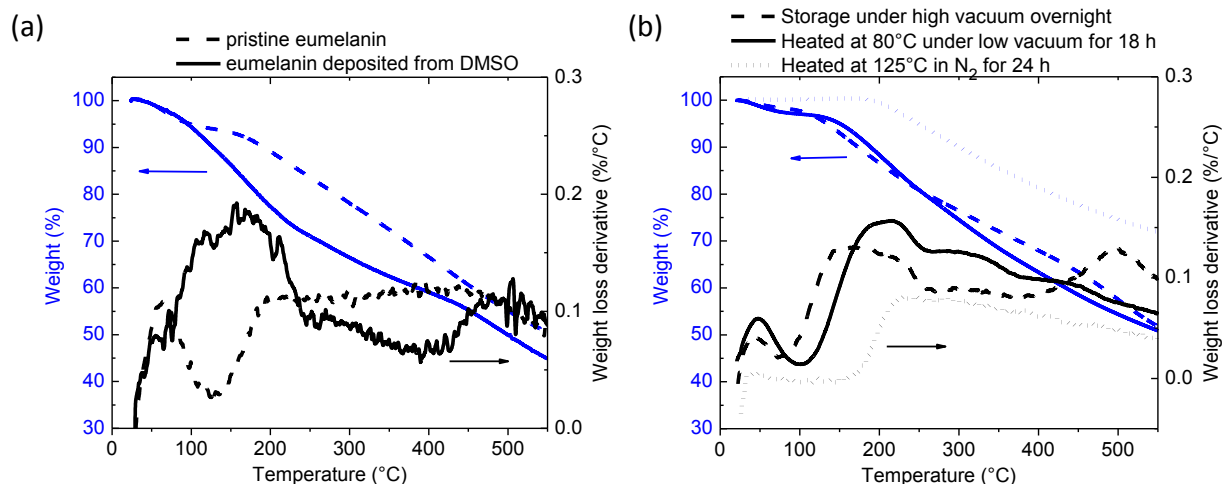 (a)
pristine eumelanin
eumelanin deposited from DMSO
100
90
80
70
60
50
40
30
Weight (%)
0
100
200
300
400
500
Temperature (°C)
0.3
0.2
0.1
0.0
Weight loss derivative (%/°C)
(b)
Storage under high vacuum overnight
Heated at 80°C under low vacuum for 18 h
Heated at 125°C in N2 for 24 h
100
90
80
70
60
50
40
30
Weight (%)
0
100
200
300
400
500
Temperature (°C)
0.3
0.2
0.1
0.0
Weight loss derivative (%/°C)